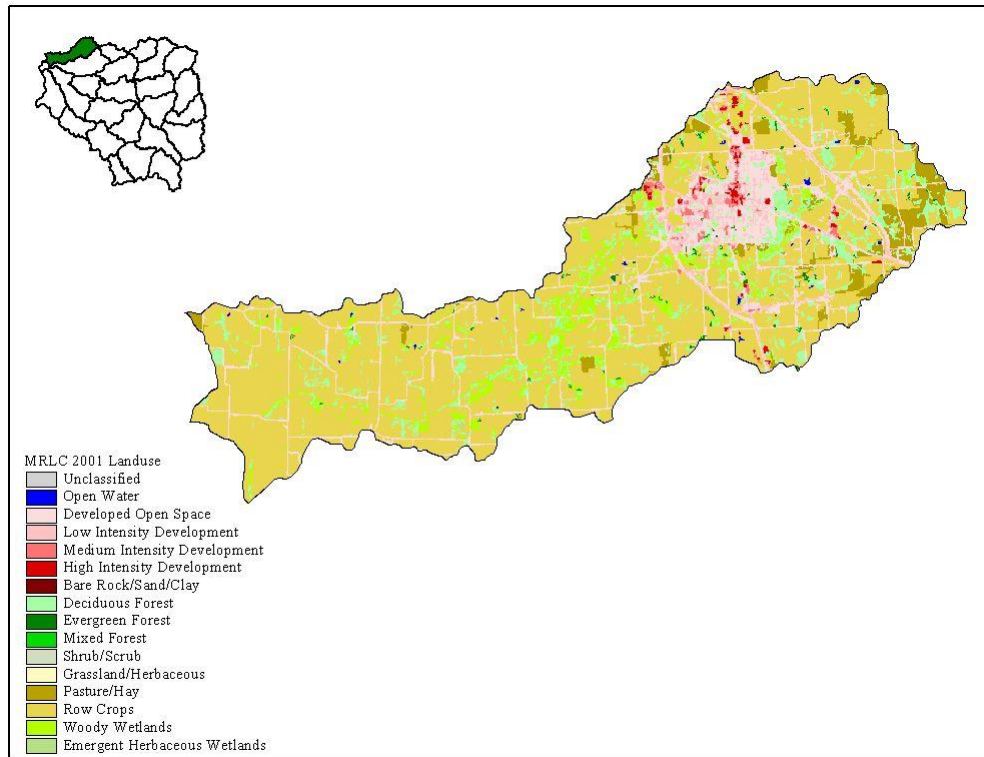 MRLC 2001 Landuse
Unclassified
Open Water
Developed Open Space
Low Intensity Development
Medium Intensity Development
High Intensity Development
Bare Rock/Sand/Clay
Deciduous Forest
Evergreen Forest
Mixed Forest
Shrub/Scrub
Grassland/Herbaceous
Pasture/Hay
Row Crops
Woody Wetlands
Emergent Herbaceous Wetlands